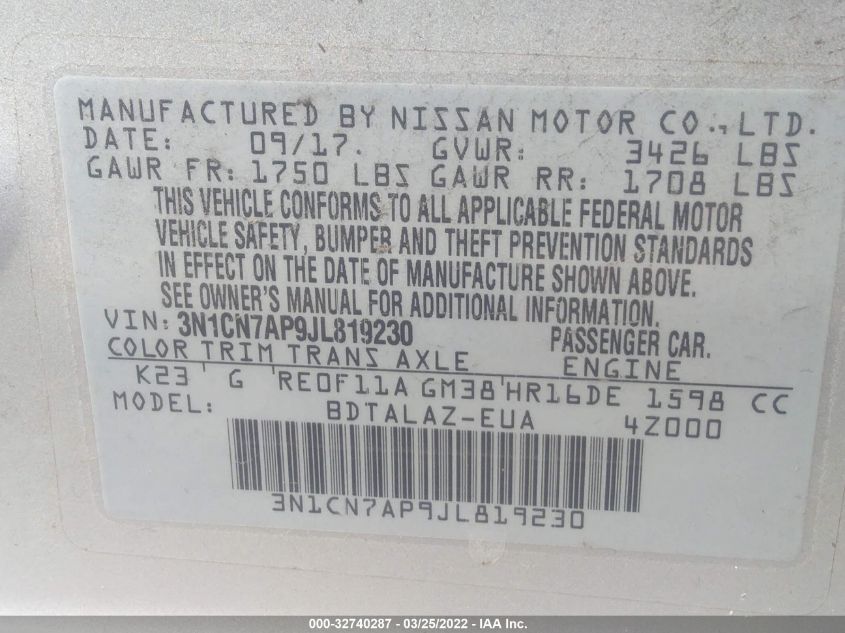 MANUFACTURED BY NISSAN MOTOR CO., LTD.
DATE: 09/17. GVWR: 3426 LBS
GAWR FR: 1750 LBS GAWR RR: 1708 LBS
THIS VEHICLE CONFORMS TO ALL APPLICABLE FEDERAL MOTOR
VEHICLE SAFETY, BUMPER AND THEFT PREVENTION STANDARDS
IN EFFECT ON THE DATE OF MANUFACTURE SHOWN ABOVE.
SEE OWNER'S MANUAL FOR ADDITIONAL INFORMATION.
VIN: 3N1CN7AP9JL819230 PASSENGER CAR.
COLOR TRIM TRANS AXLE ENGINE
K23 G RE0F11A GM38 HR16DE 1598 CC
MODEL: BDTALAZ-EUA 4Z000
3N1CN7AP9JL819230
000-32740287 - 03/25/2022 - IAA Inc.